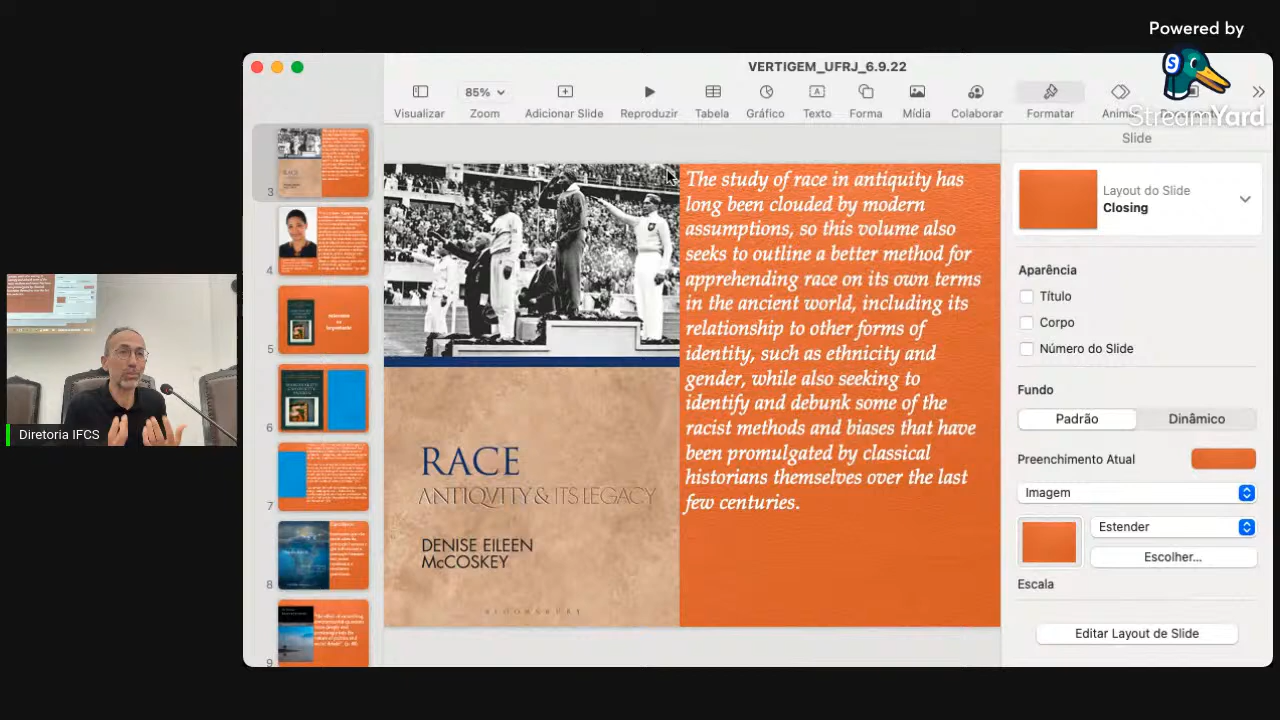 Powered by
StreamYard
VERTIGEM_UFRJ_6.9.22
85%
Visualizar
Zoom
Adicionar Slide
Reproduzir
Tabela
Gráfico
Texto
Forma
Mídia
Colaborar
Formatar
Slide
3
4
5
6
7
8
9
The study of race in antiquity has
long been clouded by modern
assumptions, so this volume also
seeks to outline a better method for
apprehending race on its own terms
in the ancient world, including its
relationship to other forms of
identity, such as ethnicity and
gender, while also seeking to
identify and debunk some of the
racist methods and biases that have
been promulgated by classical
historians themselves over the last
few centuries.
RACE
ANTIQVITY & ITS LEGACY
DENISE EILEEN
McCOSKEY
BLOOMSBURY
Layout do Slide
Closing
Aparência
Título
Corpo
Número do Slide
Fundo
Padrão
Dinâmico
Preenchimento Atual
Imagem
Estender
Escolher...
Escala
Editar Layout de Slide
Diretoria IFCS